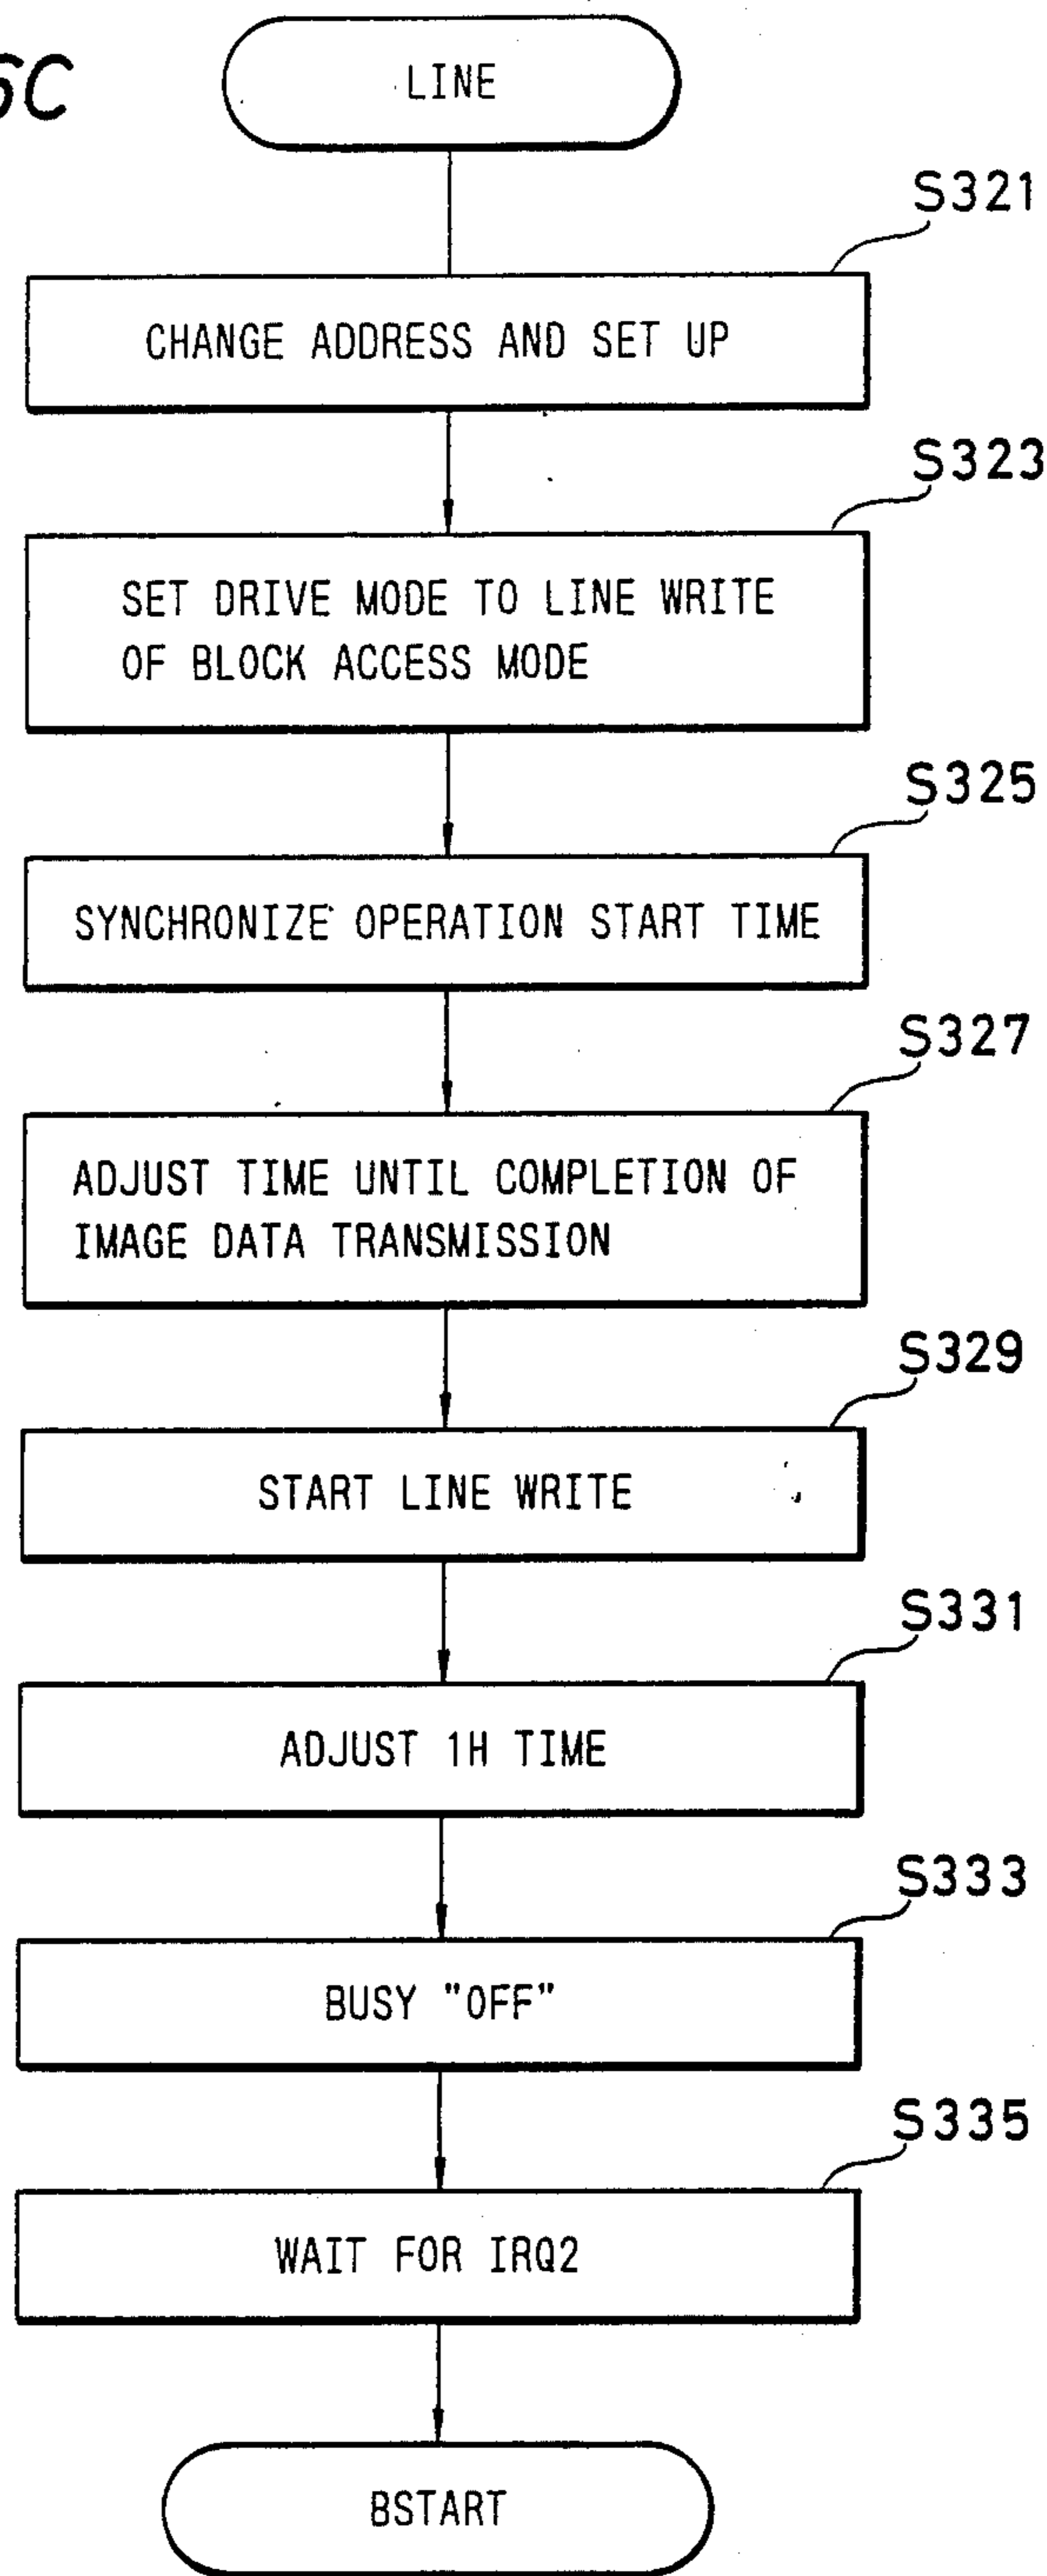 6C
LINE
S321
CHANGE ADDRESS AND SET UP
S323
SET DRIVE MODE TO LINE WRITE
OF BLOCK ACCESS MODE
S325
SYNCHRONIZE OPERATION START TIME
S327
ADJUST TIME UNTIL COMPLETION OF
IMAGE DATA TRANSMISSION
S329
START LINE WRITE
S331
ADJUST 1H TIME
S333
BUSY "OFF"
S335
WAIT FOR IRQ2
BSTART